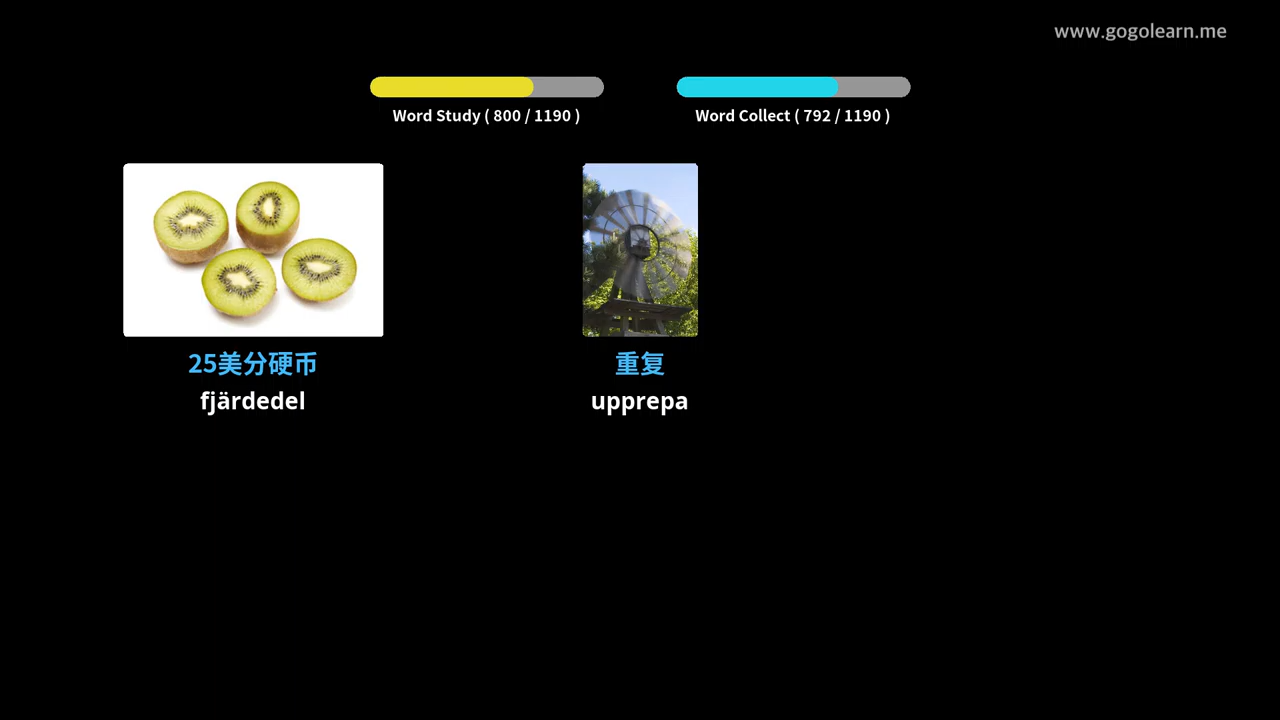 www.gogolearn.me
Word Study ( 800 / 1190 )
Word Collect ( 792 / 1190 )
25美分硬币
fjärdedel
重复
upprepa